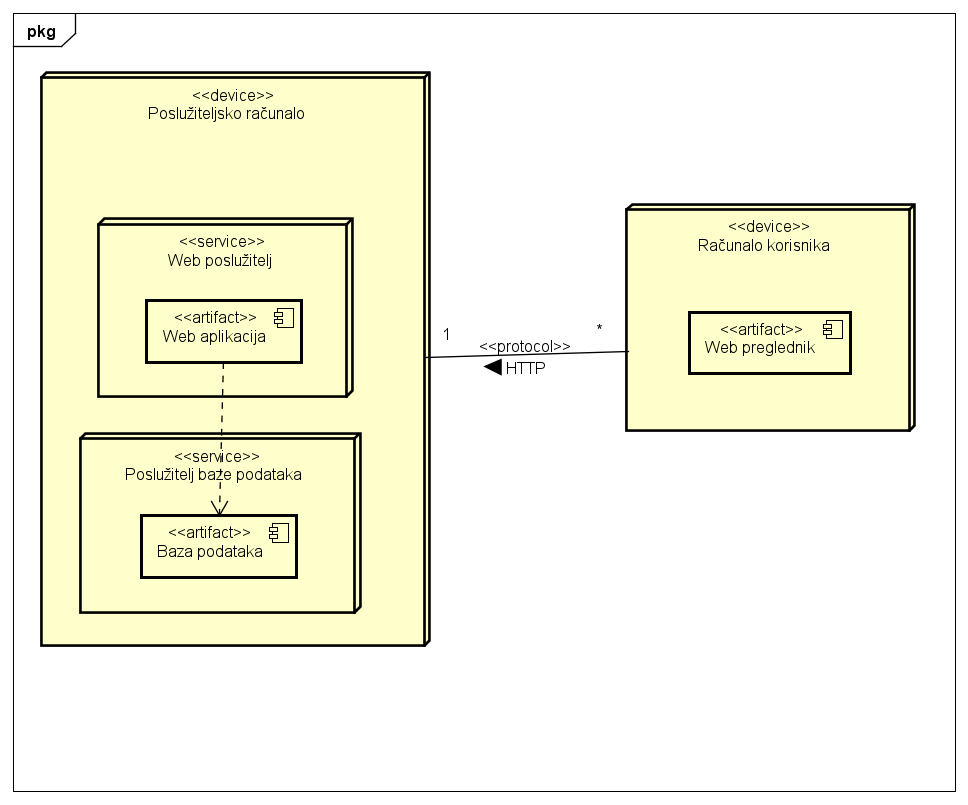 pkg
<<device>>
Poslužiteljsko računalo
<<service>>
Web poslužitelj
<<artifact>>
Web aplikacija
<<service>>
Poslužitelj baze podataka
<<artifact>>
Baza podataka
1
*
<<protocol>>
HTTP
<<device>>
Računalo korisnika
<<artifact>>
Web preglednik